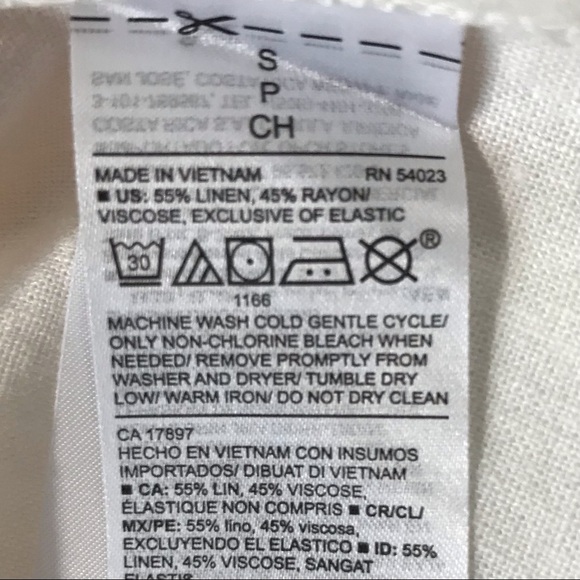 S
P
CH
MADE IN VIETNAM RN 54023
■ US: 55% LINEN, 45% RAYON/
VISCOSE, EXCLUSIVE OF ELASTIC
30 ®
1166
MACHINE WASH COLD GENTLE CYCLE/
ONLY NON-CHLORINE BLEACH WHEN
NEEDED/ REMOVE PROMPTLY FROM
WASHER AND DRYER/ TUMBLE DRY
LOW/ WARM IRON/ DO NOT DRY CLEAN
CA 17897
HECHO EN VIETNAM CON INSUMOS
IMPORTADOS/ DIBUAT DI VIETNAM
■ CA: 55% LIN, 45% VISCOSE,
ÉLASTIQUE NON COMPRIS ■ CR/CL/
MX/PE: 55% lino, 45% viscosa,
EXCLUYENDO EL ELASTICO ■ ID: 55%
LINEN, 45% VISCOSE, SANGAT
ELASTIS